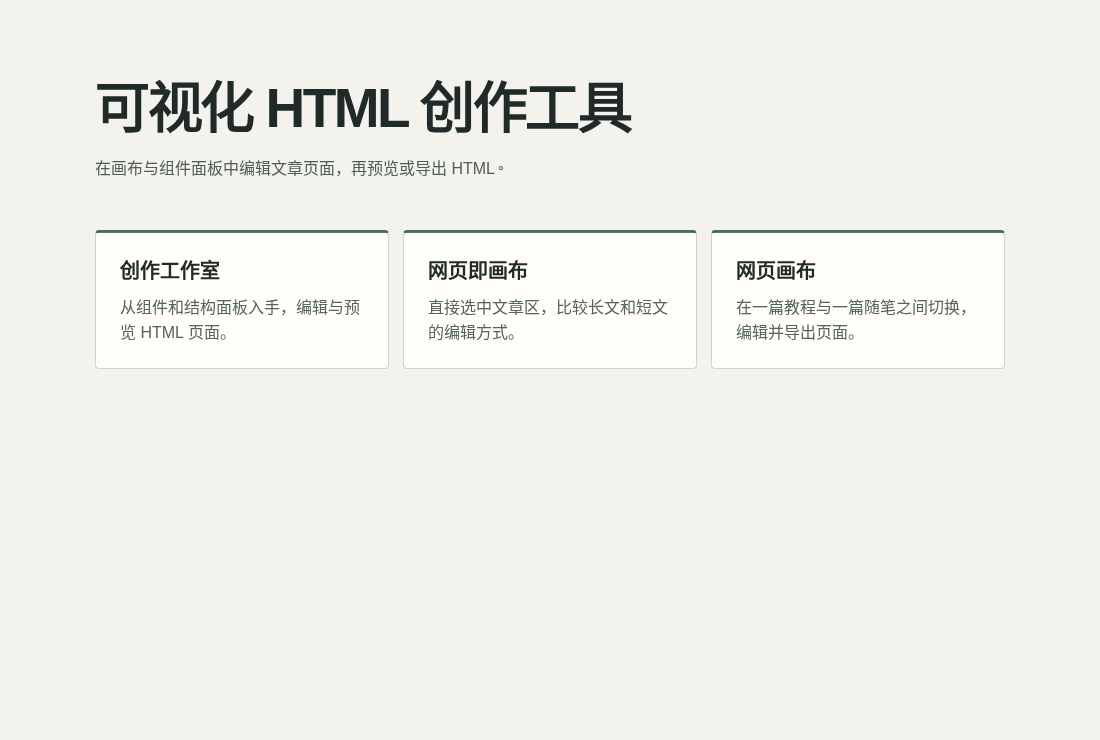 可视化 HTML 创作工具
在画布与组件面板中编辑文章页面，再预览或导出 HTML。
创作工作室
从组件和结构面板入手，编辑与预
览 HTML 页面。
网页即画布
直接选中文章区，比较长文和短文
的编辑方式。
网页画布
在一篇教程与一篇随笔之间切换，
编辑并导出页面。